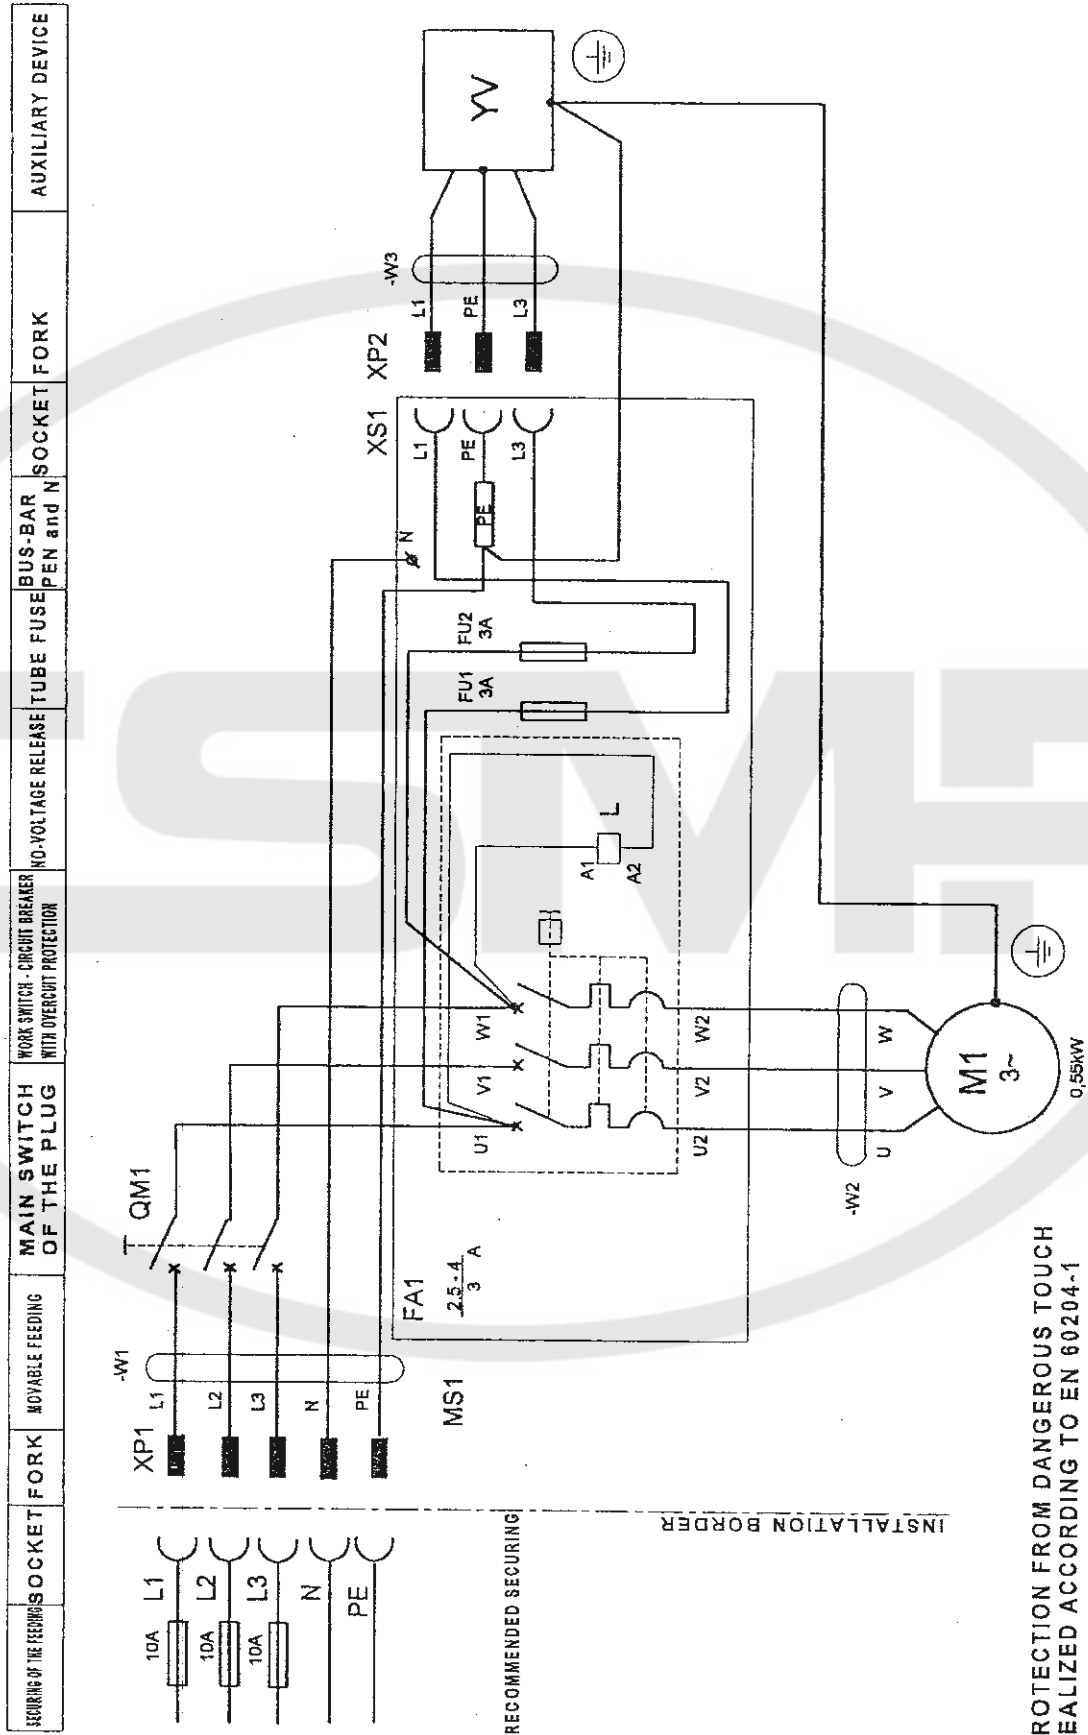 SECURING OF THE FEEDING
SOCKET
FORK
MOVABLE FEEDING
MAIN SWITCH
OF THE PLUG
WORK SWITCH - CIRCUIT BREAKER
WITH OVERCUIT PROTECTION
NO-VOLTAGE RELEASE
TUBE FUSE
BUS-BAR
PEN and N
SOCKET
FORK
AUXILIARY DEVICE
10A
L1
10A
L2
10A
L3
N
PE
XP1
-W1
L1
L2
L3
N
PE
QM1
MS1
FA1
2.5 - 4
3
A
U1
V1
W1
U2
V2
W2
A1
A2
L
FU1
3A
FU2
3A
N
PE
XS1
L1
PE
L3
XP2
L1
PE
L3
-W3
YV
-W2
U
V
W
M1
3~
0,55kW
RECOMMENDED SECURING
INSTALLATION BORDER
ROTECTION FROM DANGEROUS TOUCH
EALIZED ACCORDING TO EN 60204-1